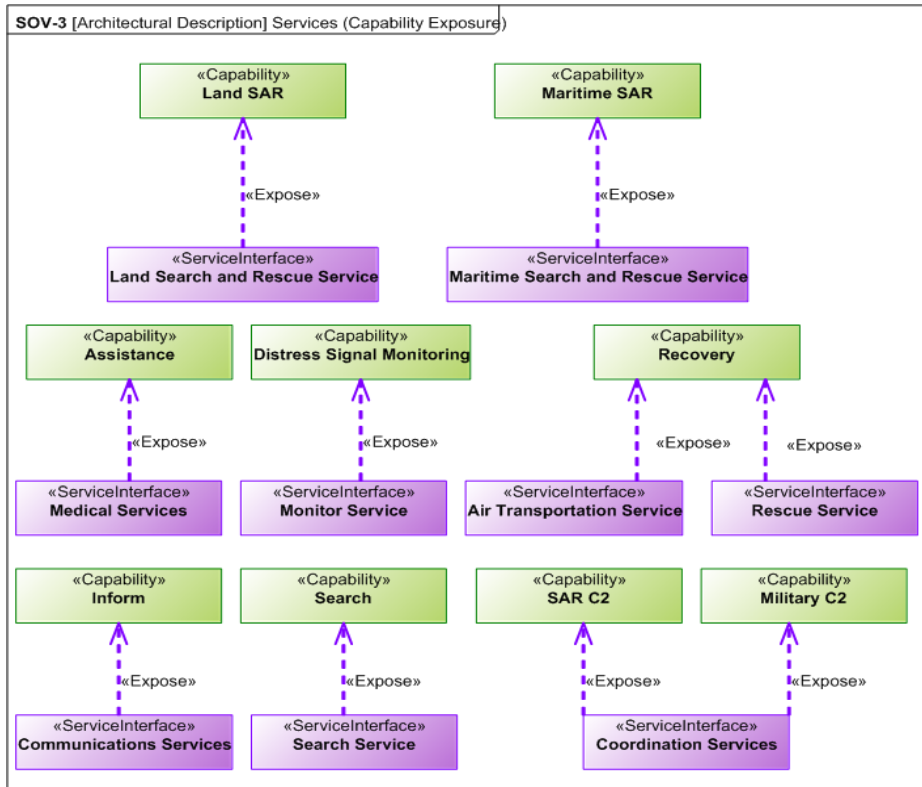 SOV-3 [Architectural Description] Services (Capability Exposure)
«Capability»
Land SAR
«Capability»
Maritime SAR
«Expose»
«Expose»
«ServiceInterface»
Land Search and Rescue Service
«ServiceInterface»
Maritime Search and Rescue Service
«Capability»
Assistance
«Capability»
Distress Signal Monitoring
«Capability»
Recovery
«Expose»
«Expose»
«Expose»
«Expose»
«ServiceInterface»
Medical Services
«ServiceInterface»
Monitor Service
«ServiceInterface»
Air Transportation Service
«ServiceInterface»
Rescue Service
«Capability»
Inform
«Capability»
Search
«Capability»
SAR C2
«Capability»
Military C2
«Expose»
«Expose»
«Expose»
«Expose»
«ServiceInterface»
Communications Services
«ServiceInterface»
Search Service
«ServiceInterface»
Coordination Services